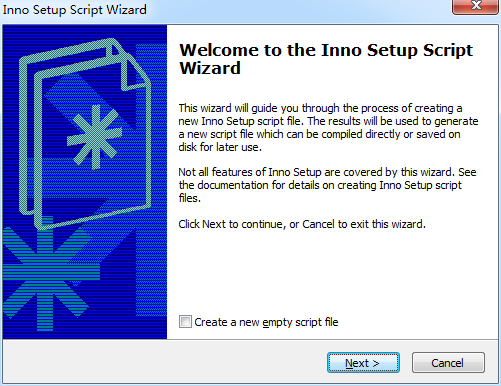 Inno Setup Script Wizard
Welcome to the Inno Setup Script
Wizard
This wizard will guide you through the process of creating a
new Inno Setup script file. The results will be used to generate
a new script file which can be compiled directly or saved on
disk for later use.
Not all features of Inno Setup are covered by this wizard. See
the documentation for details on creating Inno Setup script
files.
Click Next to continue, or Cancel to exit this wizard.
Create a new empty script file
Next >
Cancel